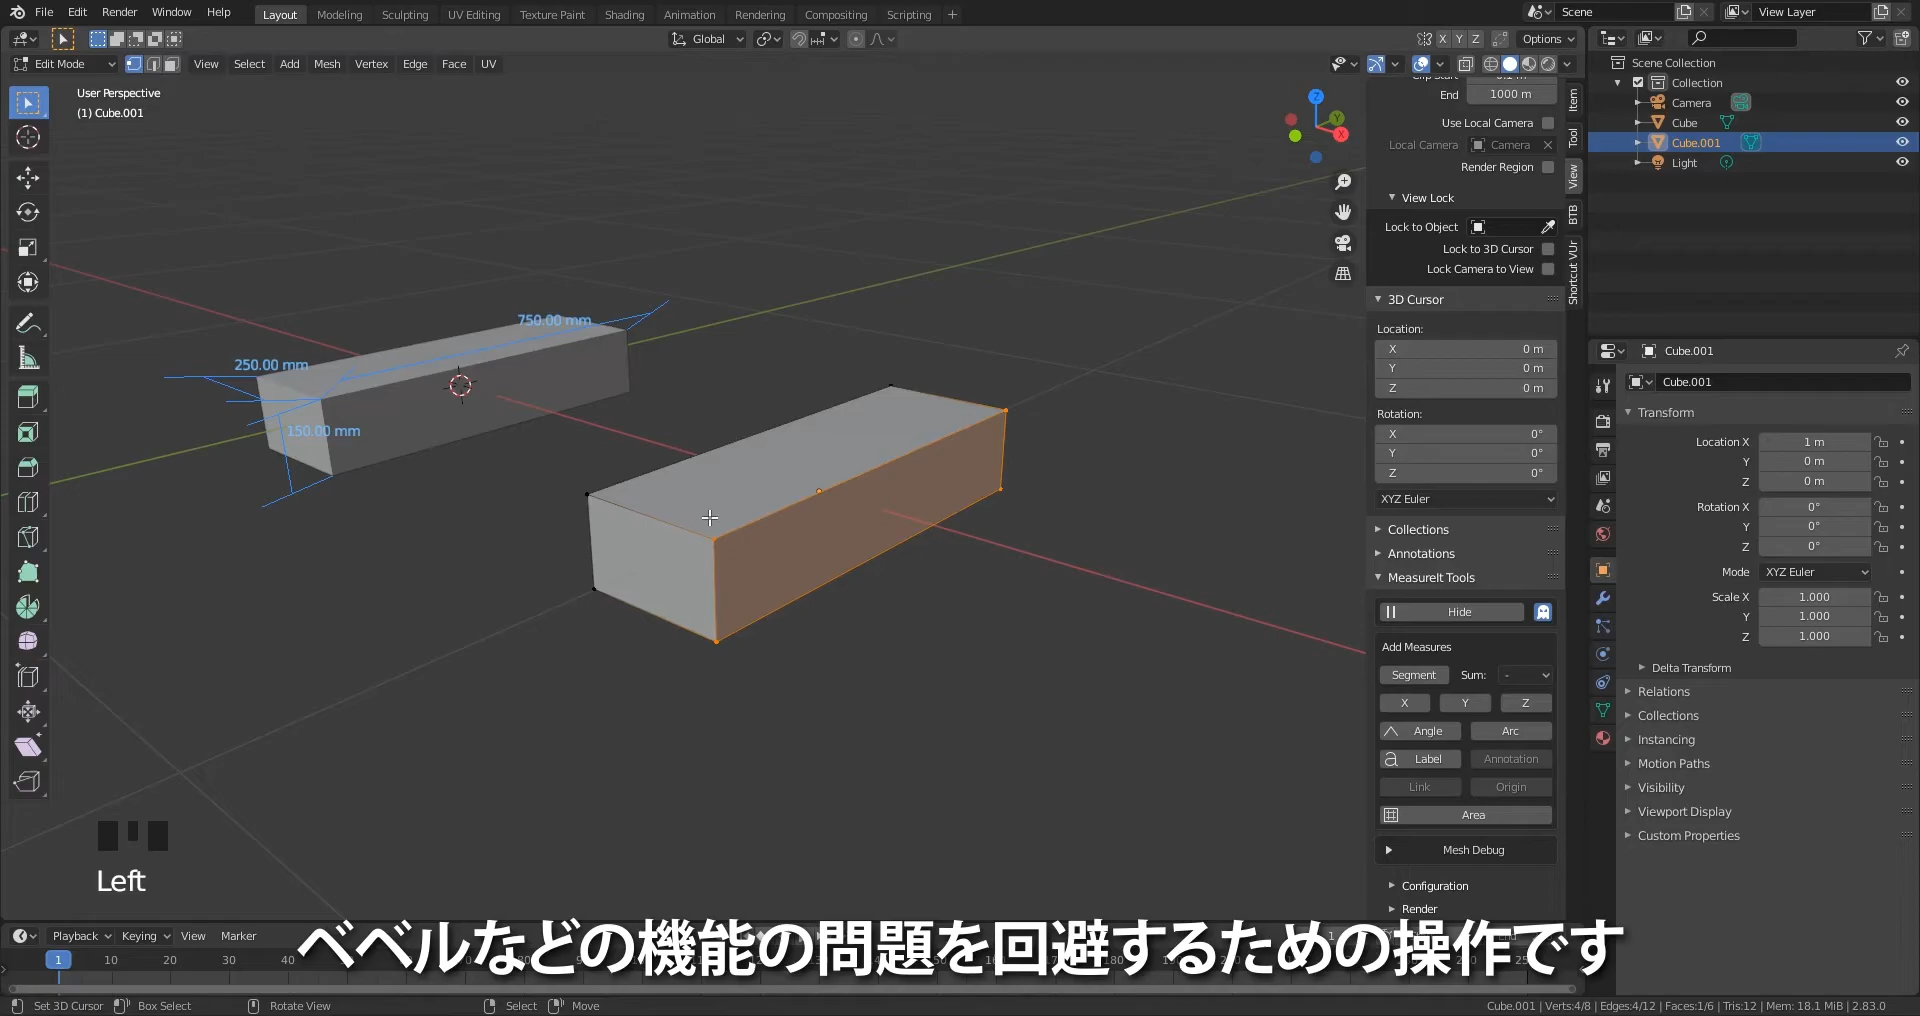 File Edit Render Window Help
Layout Modeling Sculpting UV Editing Texture Paint Shading Animation Rendering Compositing Scripting +
Scene
View Layer
Global
X Y Z Options
Edit Mode View Select Add Mesh Vertex Edge Face UV
User Perspective
(1) Cube.001
Z
Y
X
750.00 mm
250.00 mm
150.00 mm
End 1000 m
Use Local Camera
Local Camera Camera
Render Region
View Lock
Lock to Object
Lock to 3D Cursor
Lock Camera to View
3D Cursor
Location:
X 0 m
Y 0 m
Z 0 m
Rotation:
X 0°
Y 0°
Z 0°
XYZ Euler
Collections
Annotations
MeasureIt Tools
Hide
Add Measures
Segment Sum: -
X Y Z
Angle Arc
Label Annotation
Link Origin
Area
Mesh Debug
Configuration
Render
Item
Tool
View
BTB
Shortcut VUr
Scene Collection
Collection
Camera
Cube
Cube.001
Light
Cube.001
Cube.001
Transform
Location X 1 m
Y 0 m
Z 0 m
Rotation X 0°
Y 0°
Z 0°
Mode XYZ Euler
Scale X 1.000
Y 1.000
Z 1.000
Delta Transform
Relations
Collections
Instancing
Motion Paths
Visibility
Viewport Display
Custom Properties
Left
ベベルなどの機能の問題を回避するための操作です
Playback Keying View Marker
1 10 20 30 40
Set 3D Cursor Box Select Rotate View Select Move
Cube.001 | Verts:4/8 | Edges:4/12 | Faces:1/6 | Tris:12 | Mem: 18.1 MiB | 2.83.0